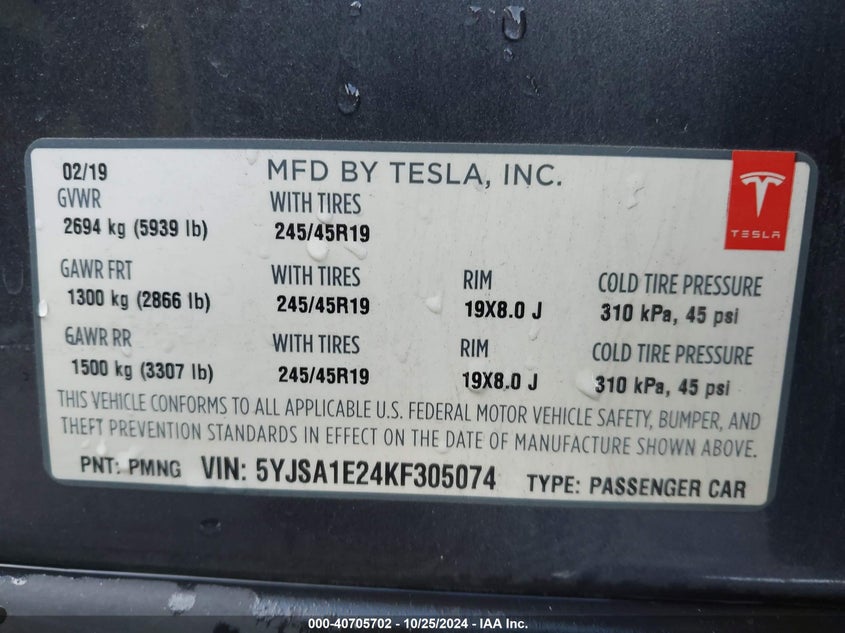 02/19 MFD BY TESLA, INC.
GVWR WITH TIRES
2694 kg (5939 lb) 245/45R19
TESLA
GAWR FRT WITH TIRES RIM COLD TIRE PRESSURE
1300 kg (2866 lb) 245/45R19 19X8.0 J 310 kPa, 45 psi
GAWR RR WITH TIRES RIM COLD TIRE PRESSURE
1500 kg (3307 lb) 245/45R19 19X8.0 J 310 kPa, 45 psi
THIS VEHICLE CONFORMS TO ALL APPLICABLE U.S. FEDERAL MOTOR VEHICLE SAFETY, BUMPER, AND
THEFT PREVENTION STANDARDS IN EFFECT ON THE DATE OF MANUFACTURE SHOWN ABOVE.
PNT: PMNG VIN: 5YJSA1E24KF305074 TYPE: PASSENGER CAR
000-40705702 - 10/25/2024 - IAA Inc.